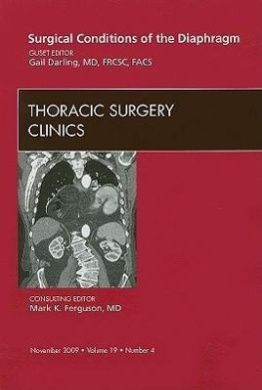 Surgical Conditions of the Diaphragm
GUSET EDITOR
Gail Darling, MD, FRCSC, FACS
THORACIC SURGERY
CLINICS
CONSULTING EDITOR
Mark K. Ferguson, MD
November 2009 • Volume 19 • Number 4